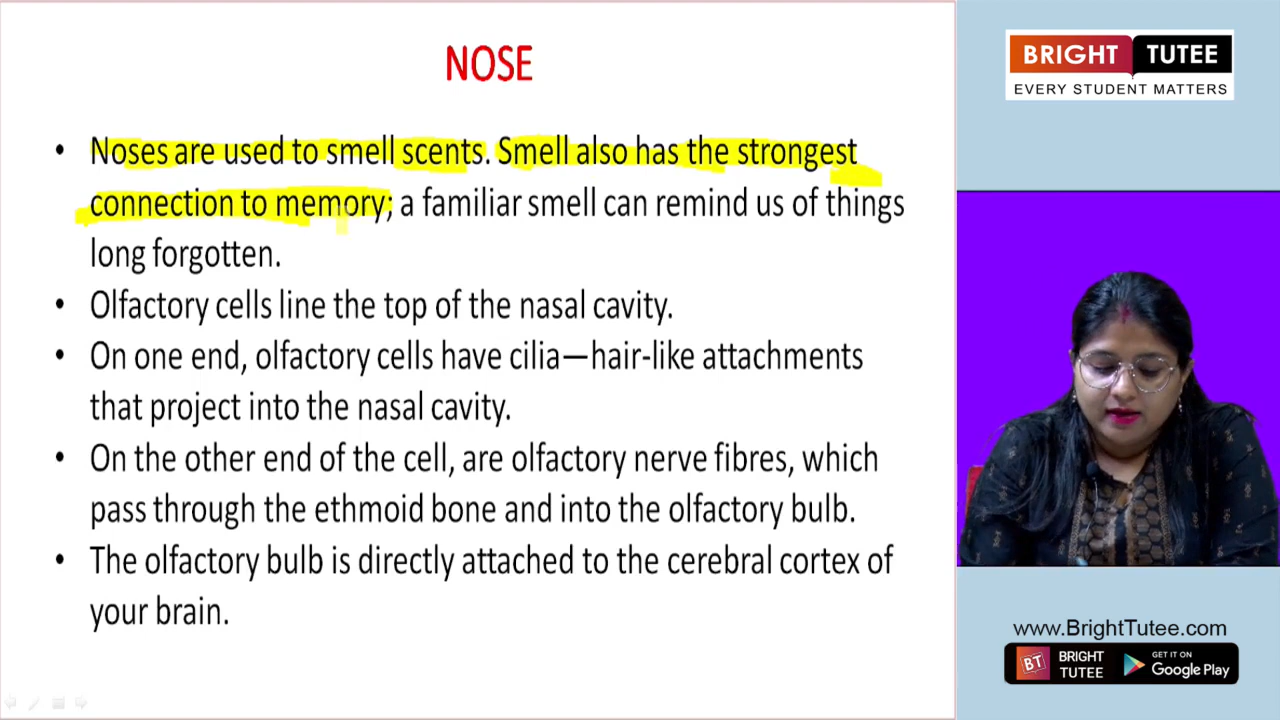 NOSE
• Noses are used to smell scents. Smell also has the strongest
connection to memory; a familiar smell can remind us of things
long forgotten.
• Olfactory cells line the top of the nasal cavity.
• On one end, olfactory cells have cilia—hair-like attachments
that project into the nasal cavity.
• On the other end of the cell, are olfactory nerve fibres, which
pass through the ethmoid bone and into the olfactory bulb.
• The olfactory bulb is directly attached to the cerebral cortex of
your brain.
BRIGHT TUTEE
EVERY STUDENT MATTERS
www.BrightTutee.com
BT BRIGHT TUTEE
GET IT ON
Google Play